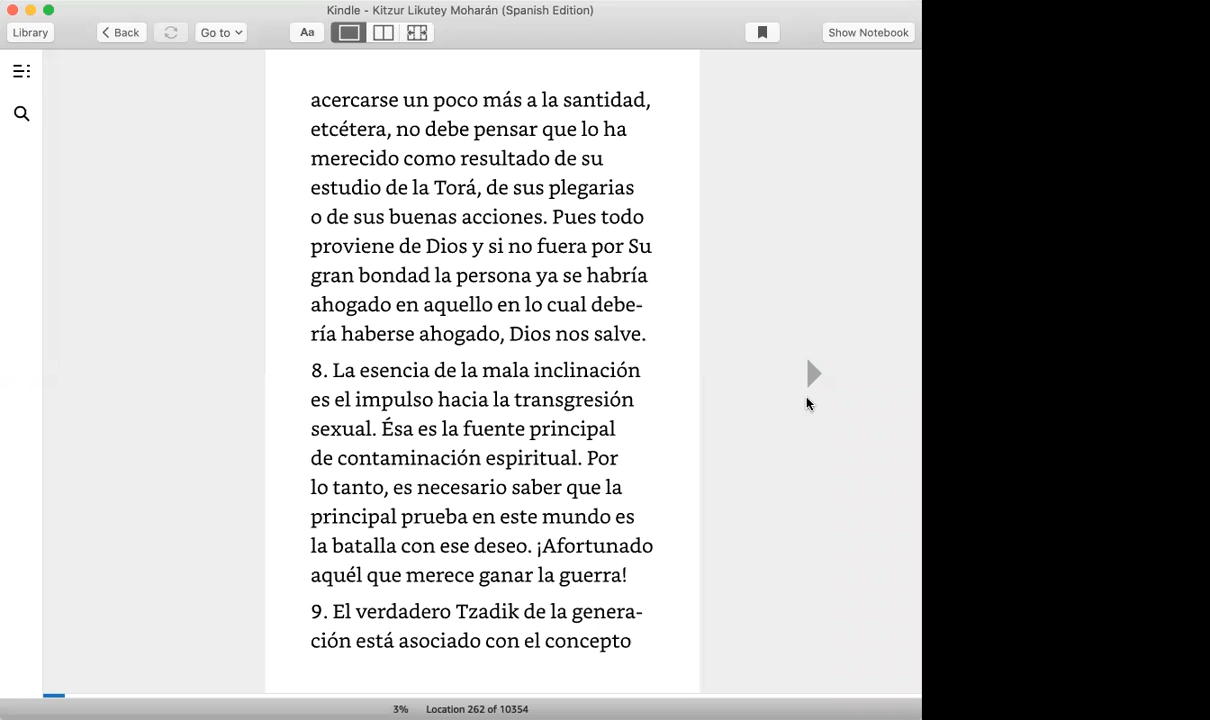 Kindle - Kitzur Likutey Moharán (Spanish Edition)
Library
Back
Go to
Aa
Show Notebook
acercarse un poco más a la santidad,
etcétera, no debe pensar que lo ha
merecido como resultado de su
estudio de la Torá, de sus plegarias
o de sus buenas acciones. Pues todo
proviene de Dios y si no fuera por Su
gran bondad la persona ya se habría
ahogado en aquello en lo cual debe-
ría haberse ahogado, Dios nos salve.
8. La esencia de la mala inclinación
es el impulso hacia la transgresión
sexual. Ésa es la fuente principal
de contaminación espiritual. Por
lo tanto, es necesario saber que la
principal prueba en este mundo es
la batalla con ese deseo. ¡Afortunado
aquél que merece ganar la guerra!
9. El verdadero Tzadik de la genera-
ción está asociado con el concepto
3% Location 262 of 10354